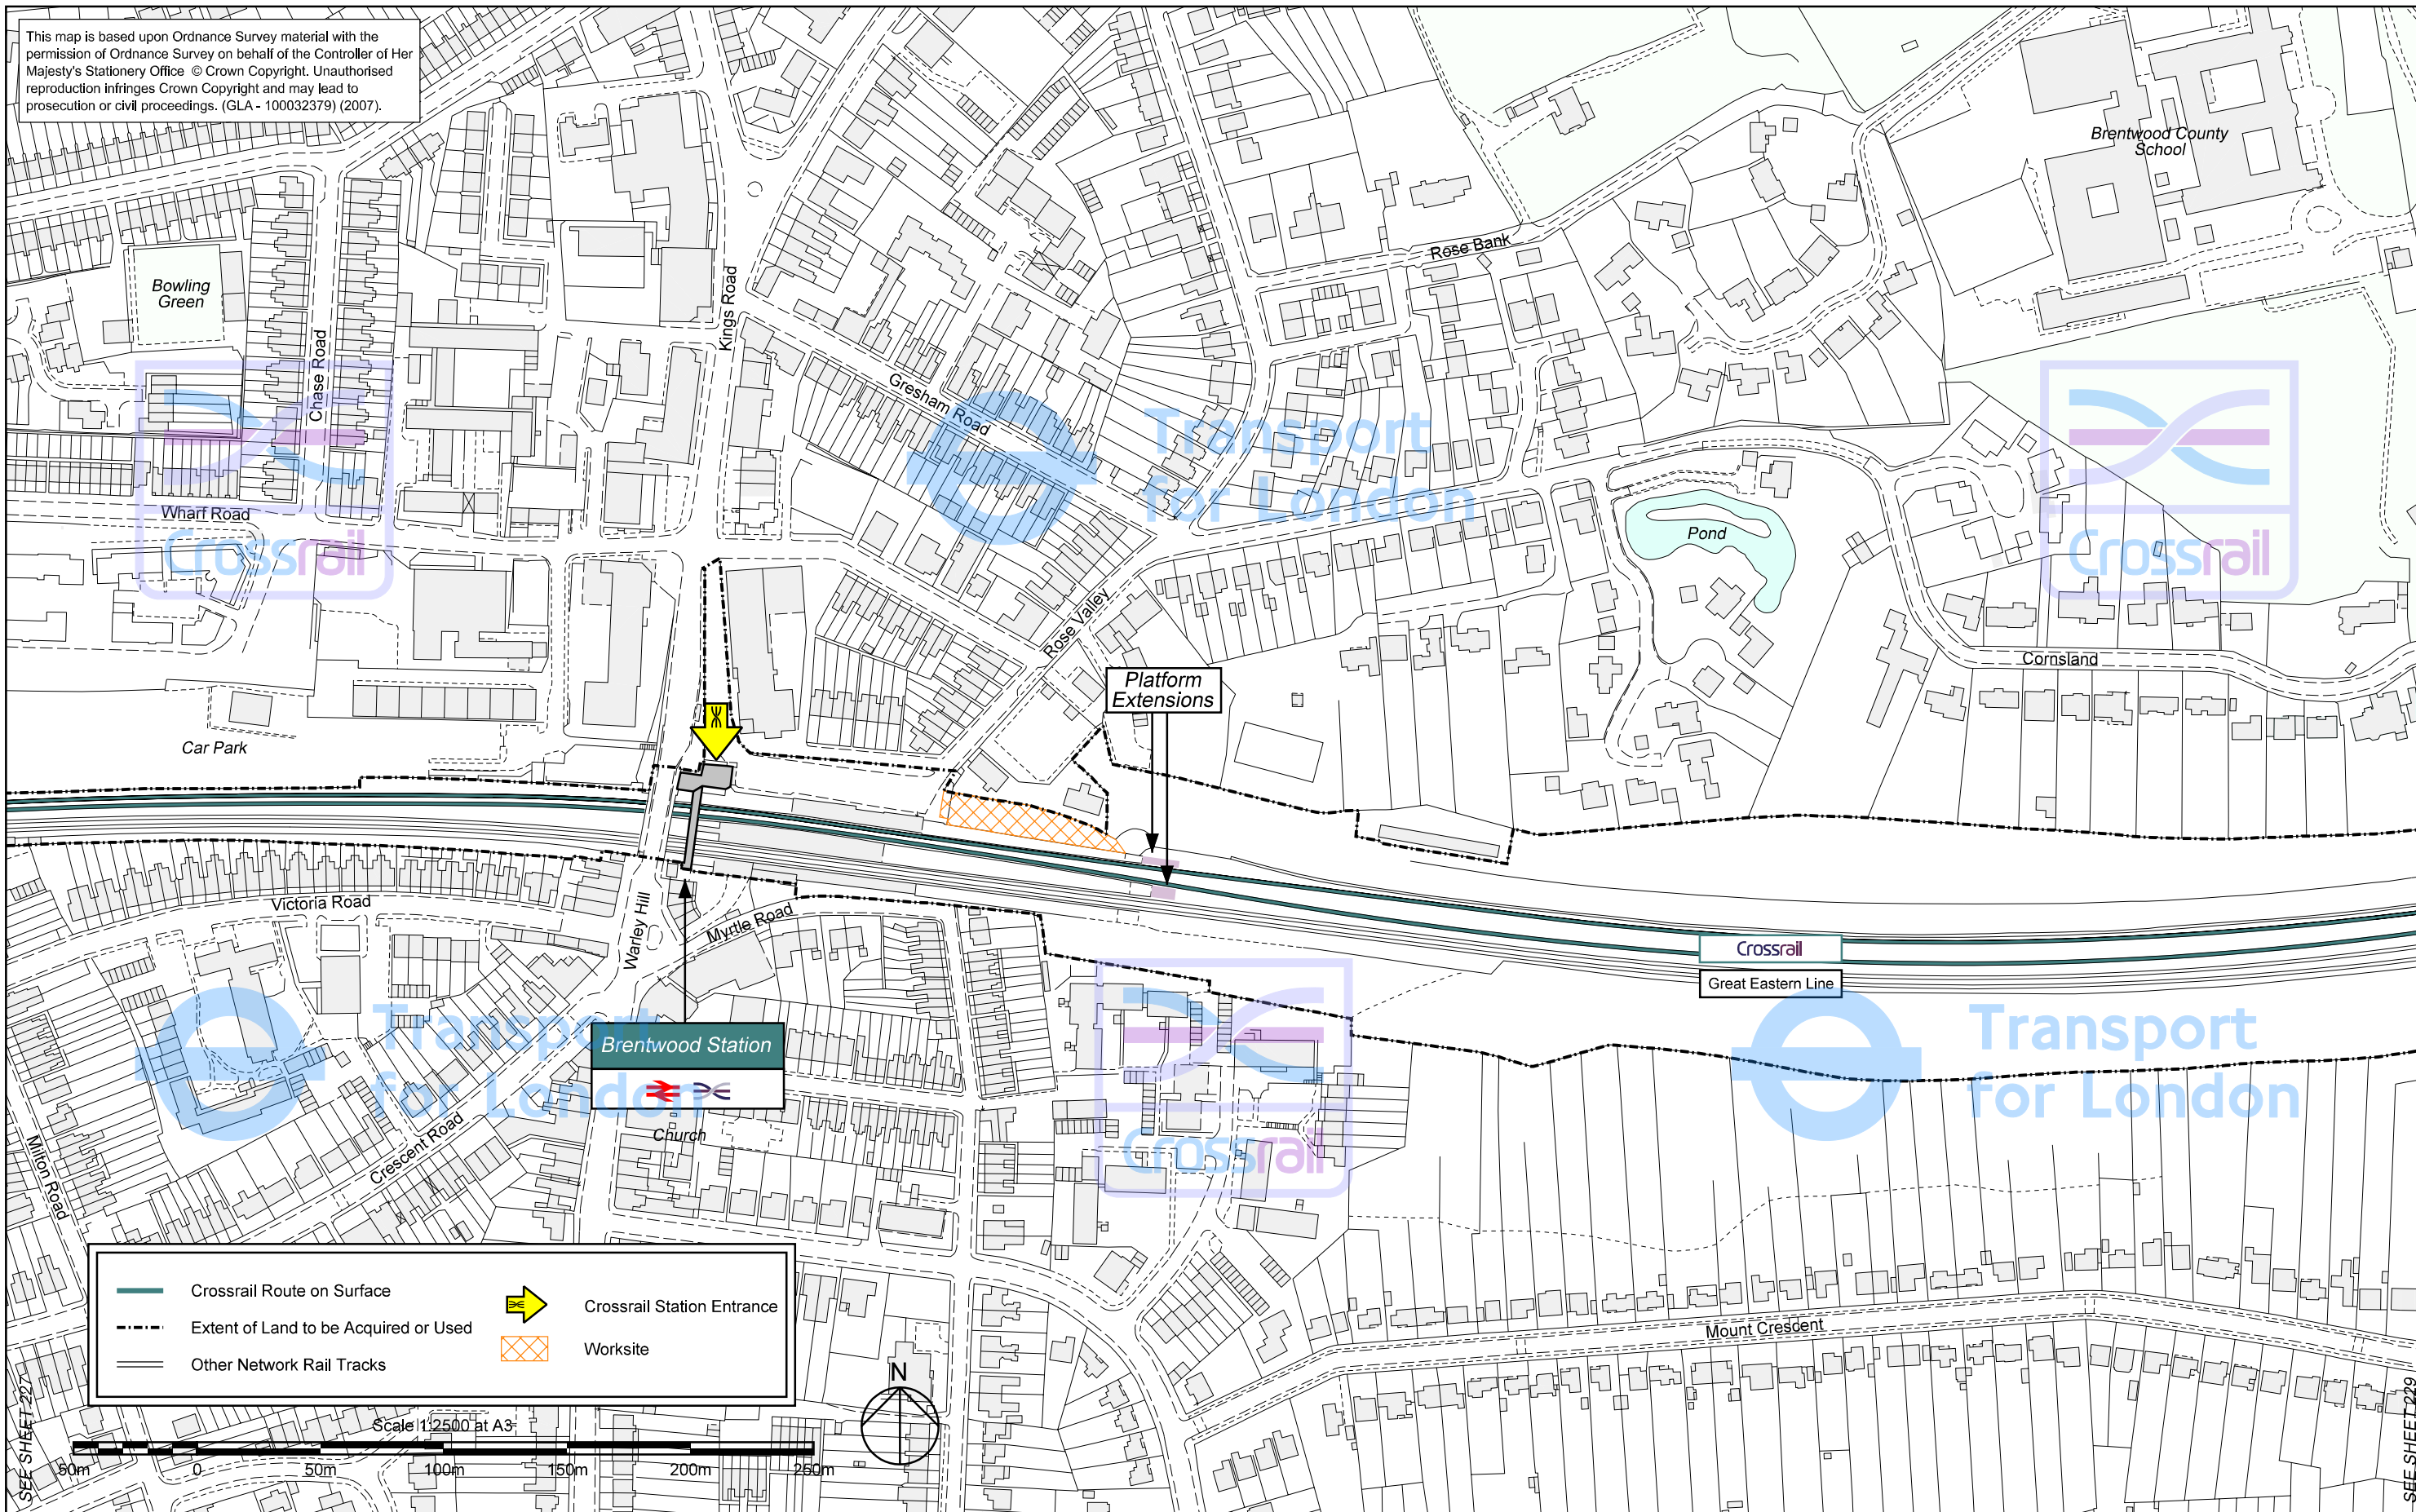 This map is based upon Ordnance Survey material with the
permission of Ordnance Survey on behalf of the Controller of Her
Majesty's Stationery Office © Crown Copyright. Unauthorised
reproduction infringes Crown Copyright and may lead to
prosecution or civil proceedings. (GLA - 100032379) (2007).
Brentwood County
School
Rose Bank
Bowling
Green
Kings Road
Chase Road
Gresham Road
Transport
for London
Crossrail
Wharf Road
Pond
Crossrail
Rose Valley
Cornsland
Platform
Extensions
Car Park
Victoria Road
Warley Hill
Myrtle Road
Crossrail
Great Eastern Line
Transport
for London
Brentwood Station
Transport
for London
Church
Crossrail
Crescent Road
Milton Road
Crossrail Route on Surface
Crossrail Station Entrance
Extent of Land to be Acquired or Used
Worksite
Other Network Rail Tracks
Mount Crescent
N
Scale 1:2500 at A3
50m 0 50m 100m 150m 200m 250m
SEE SHEET 227
SEE SHEET 229